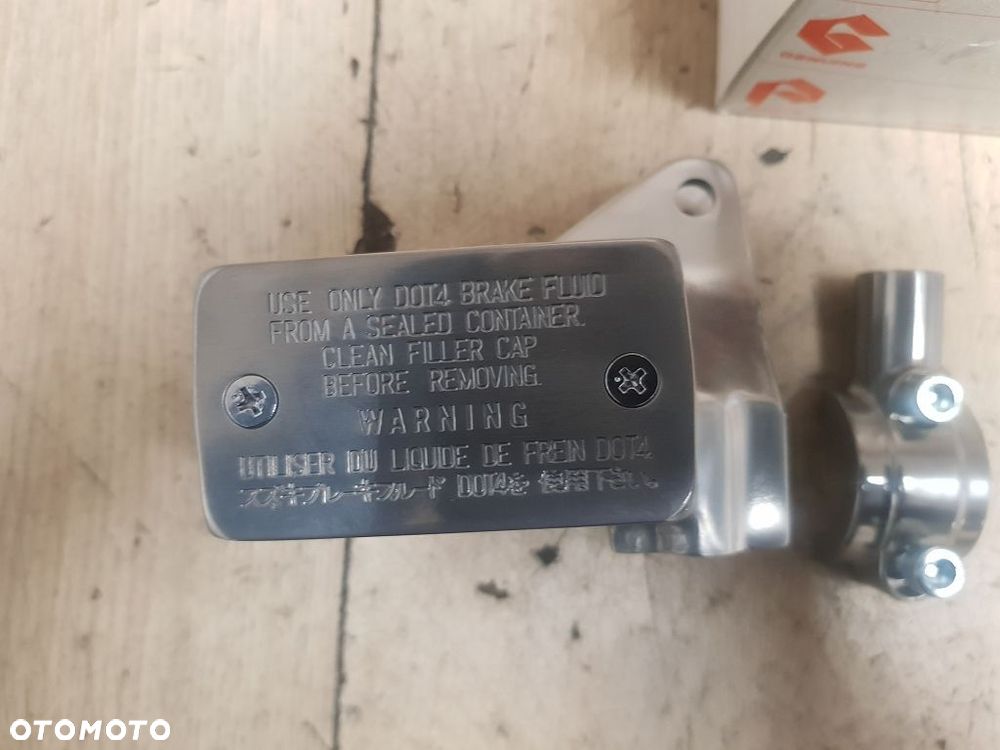 GENUINE
USE ONLY DOT4 BRAKE FLUID
FROM A SEALED CONTAINER.
CLEAN FILLER CAP
BEFORE REMOVING.
WARNING
UTILISER DU LIQUIDE DE FREIN DOT4.
スズキブレーキフルード DOT4を 使用下さい
OTOMOTO